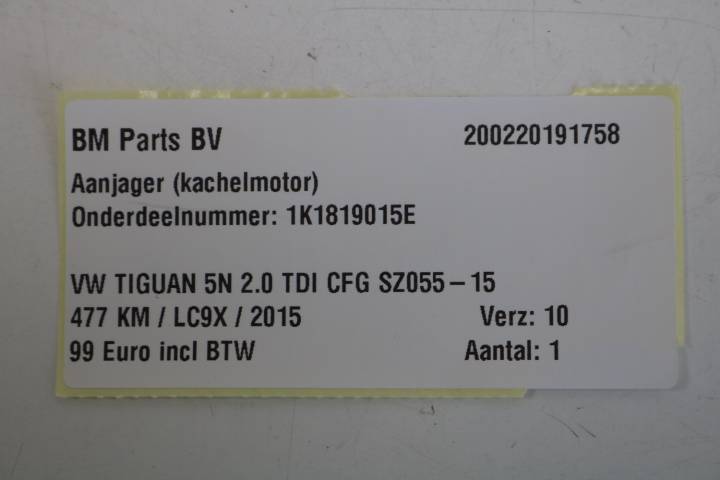 BM Parts BV 200220191758
Aanjager (kachelmotor)
Onderdeelnummer: 1K1819015E
VW TIGUAN 5N 2.0 TDI CFG SZ055-15
477 KM / LC9X / 2015 Verz: 10
99 Euro incl BTW Aantal: 1